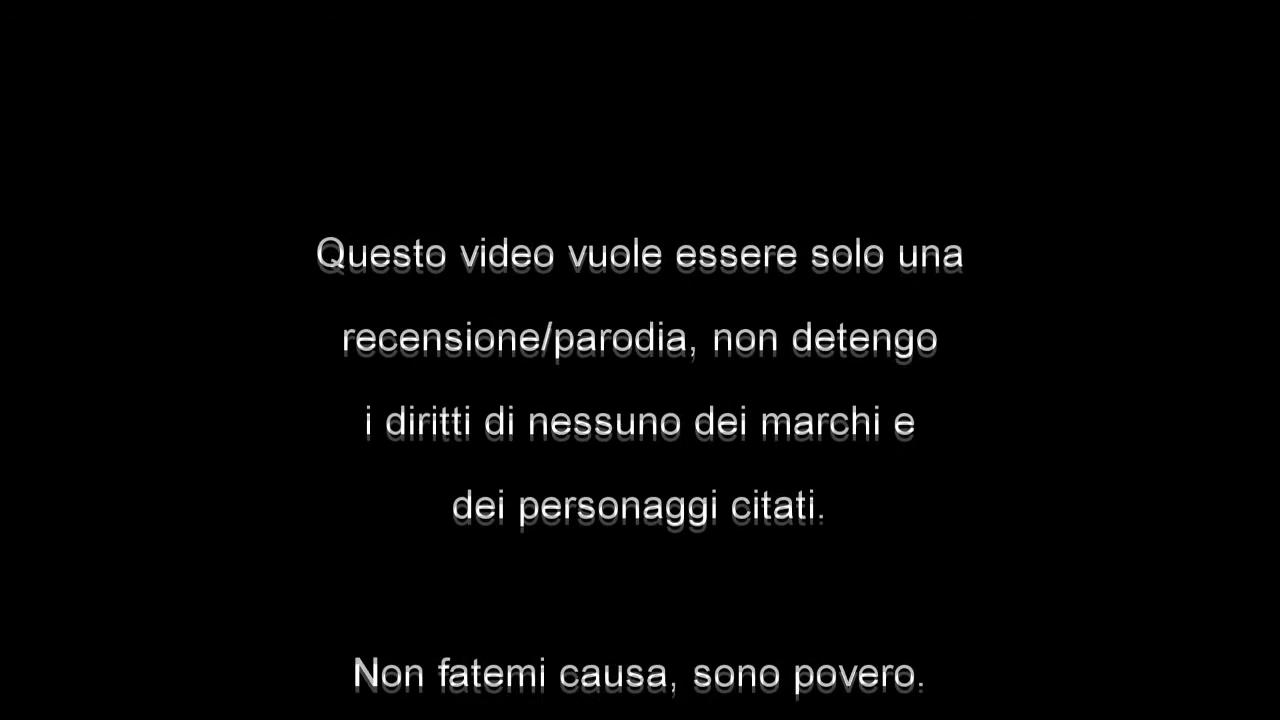 Questo video vuole essere solo una
recensione/parodia, non detengo
i diritti di nessuno dei marchi e
dei personaggi citati.
Non fatemi causa, sono povero.